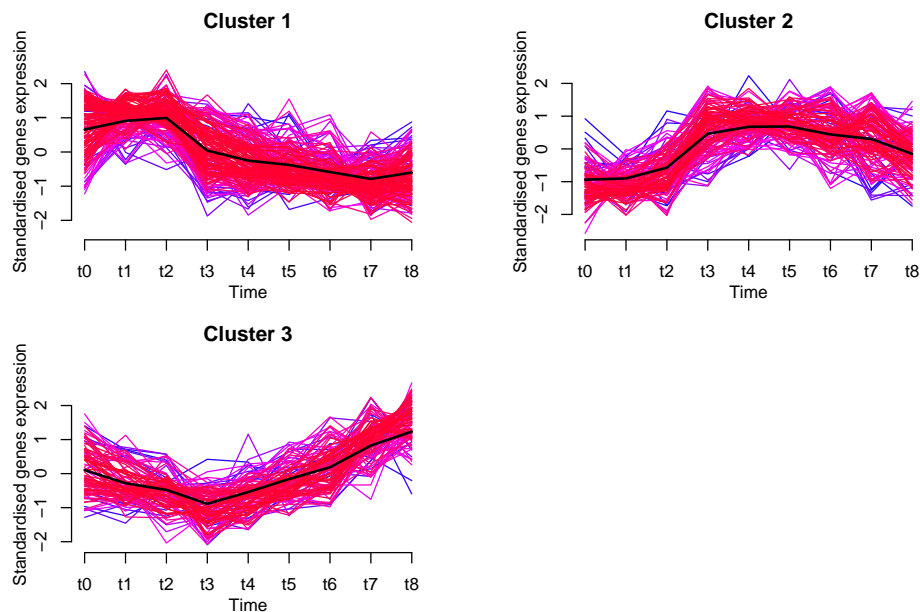 Cluster 1
Standardised genes expression
2
1
0
−1
−2
t0 t1 t2 t3 t4 t5 t6 t7 t8
Time
Cluster 2
Standardised genes expression
2
1
0
−1
−2
t0 t1 t2 t3 t4 t5 t6 t7 t8
Time
Cluster 3
Standardised genes expression
2
1
0
−1
−2
t0 t1 t2 t3 t4 t5 t6 t7 t8
Time